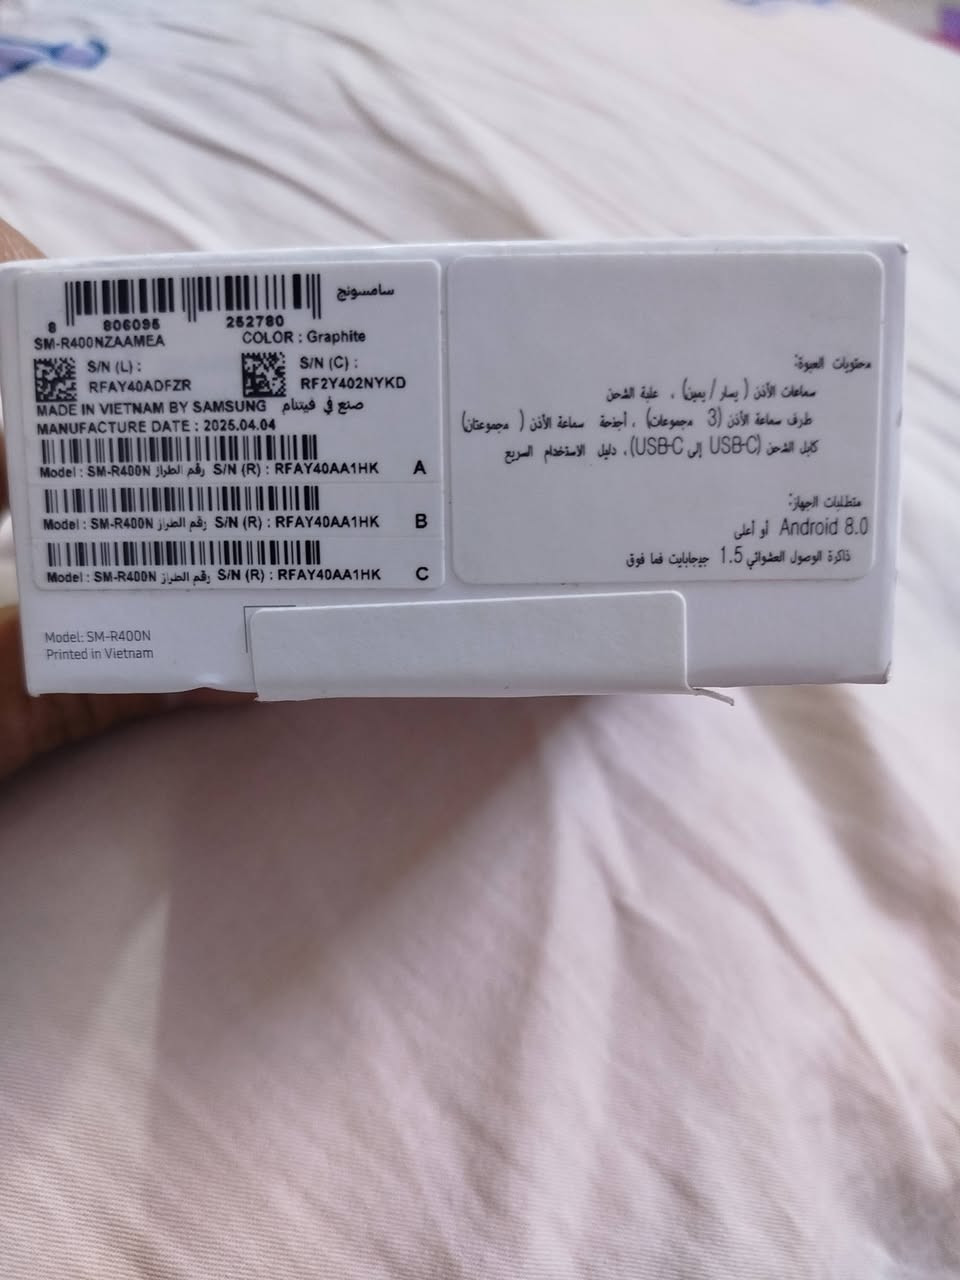 سامسونج
8 806095 252780
SM-R400NZAAMEA COLOR : Graphite
S/N (L) :
RFAY40ADFZR
S/N (C) :
RF2Y402NYKD
MADE IN VIETNAM BY SAMSUNG صنع في فيتنام
MANUFACTURE DATE : 2025.04.04
Model : SM-R400N رقم الطراز S/N (R) : RFAY40AA1HK A
Model : SM-R400N رقم الطراز S/N (R) : RFAY40AA1HK B
Model : SM-R400N رقم الطراز S/N (R) : RFAY40AA1HK C
Model: SM-R400N
Printed in Vietnam
محتويات العبوة:
سماعات الأذن ( يسار / يمين) ، علبة الشحن
طرف سماعة الأذن (3 مجموعات) ، أجنحة سماعة الأذن ( مجموعتان)
كابل الشحن (USB-C إلى USB-C)، دليل الاستخدام السريع
متطلبات الجهاز:
Android 8.0 أو أعلى
ذاكرة الوصول العشوائي 1.5 جيجابايت فما فوق